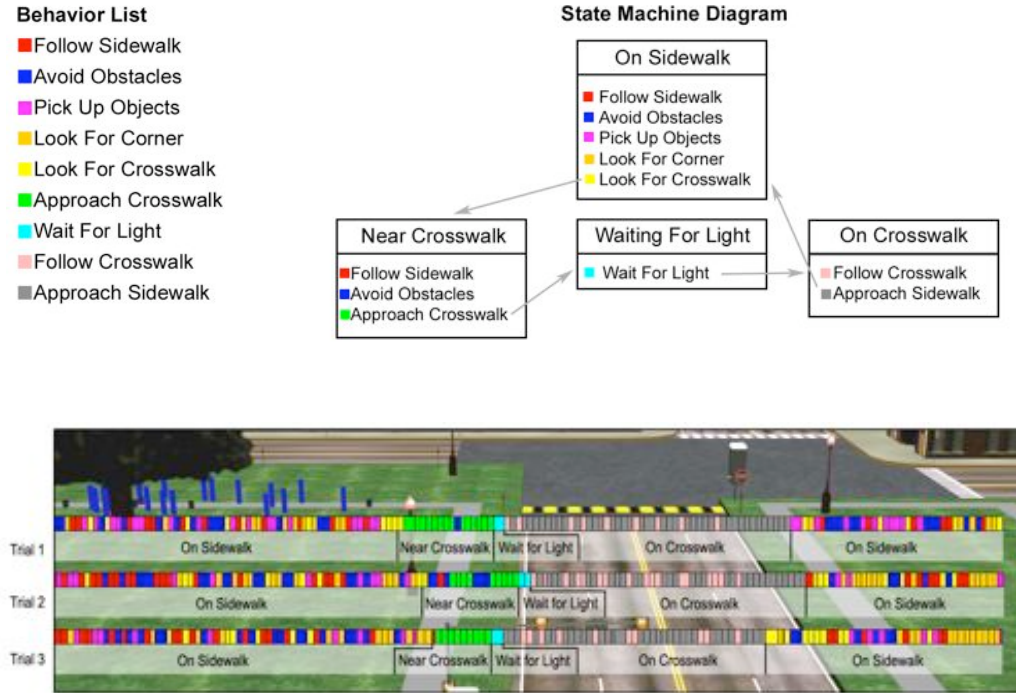 Behavior List
Follow Sidewalk
Avoid Obstacles
Pick Up Objects
Look For Corner
Look For Crosswalk
Approach Crosswalk
Wait For Light
Follow Crosswalk
Approach Sidewalk
State Machine Diagram
On Sidewalk
Follow Sidewalk
Avoid Obstacles
Pick Up Objects
Look For Corner
Look For Crosswalk
Near Crosswalk
Follow Sidewalk
Avoid Obstacles
Approach Crosswalk
Waiting For Light
Wait For Light
On Crosswalk
Follow Crosswalk
Approach Sidewalk
Trial 1
On Sidewalk Near Crosswalk Wait for Light On Crosswalk On Sidewalk
Trial 2
On Sidewalk Near Crosswalk Wait for Light On Crosswalk On Sidewalk
Trial 3
On Sidewalk Near Crosswalk Wait for Light On Crosswalk On Sidewalk